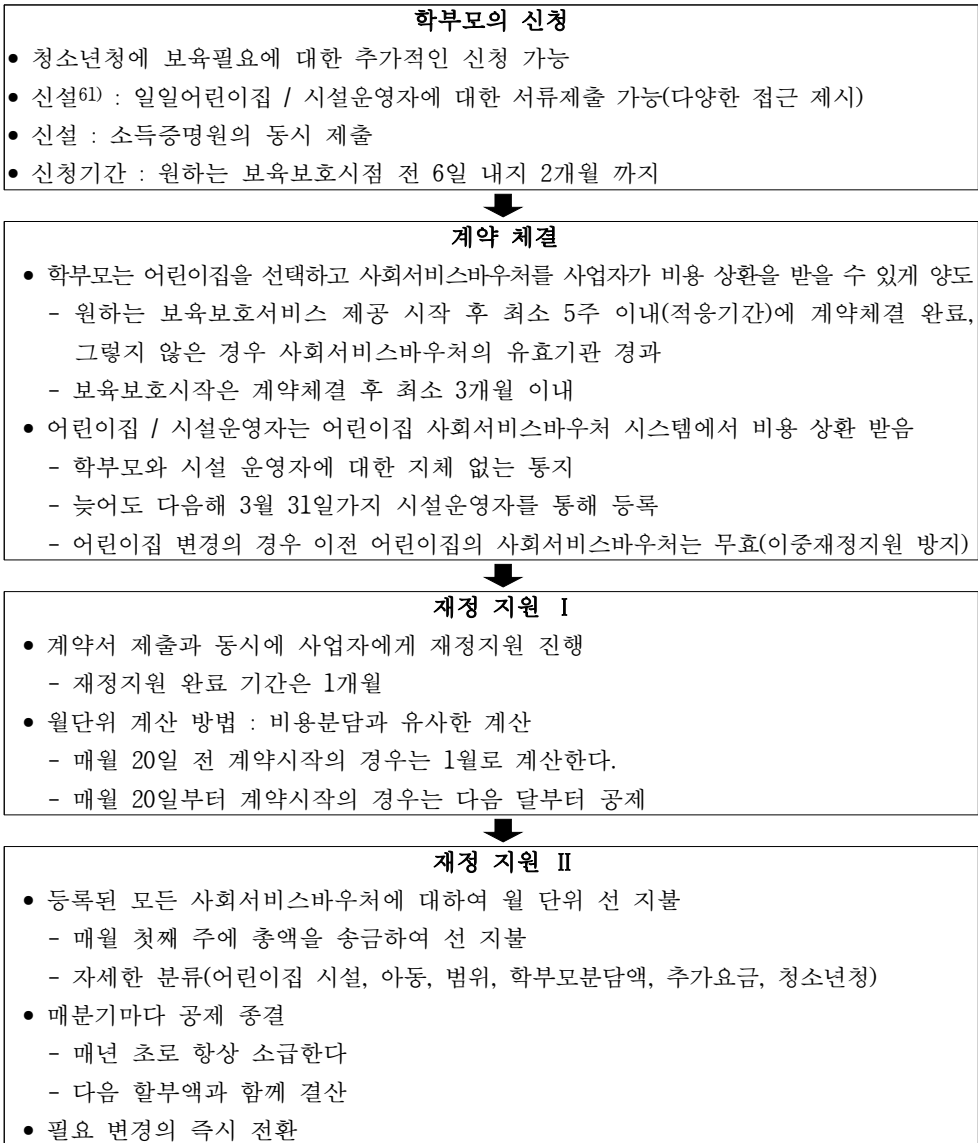 학부모의 신청
• 청소년청에 보육필요에 대한 추가적인 신청 가능
• 신설61) : 일일어린이집 / 시설운영자에 대한 서류제출 가능(다양한 접근 제시)
• 신설 : 소득증명원의 동시 제출
• 신청기간 : 원하는 보육보호시점 전 6일 내지 2개월 까지
계약 체결
• 학부모는 어린이집을 선택하고 사회서비스바우처를 사업자가 비용 상환을 받을 수 있게 양도
- 원하는 보육보호서비스 제공 시작 후 최소 5주 이내(적응기간)에 계약체결 완료,
그렇지 않은 경우 사회서비스바우처의 유효기관 경과
- 보육보호시작은 계약체결 후 최소 3개월 이내
• 어린이집 / 시설운영자는 어린이집 사회서비스바우처 시스템에서 비용 상환 받음
- 학부모와 시설 운영자에 대한 지체 없는 통지
- 늦어도 다음해 3월 31일가지 시설운영자를 통해 등록
- 어린이집 변경의 경우 이전 어린이집의 사회서비스바우처는 무효(이중재정지원 방지)
재정 지원 Ⅰ
• 계약서 제출과 동시에 사업자에게 재정지원 진행
- 재정지원 완료 기간은 1개월
• 월단위 계산 방법 : 비용분담과 유사한 계산
- 매월 20일 전 계약시작의 경우는 1월로 계산한다.
- 매월 20일부터 계약시작의 경우는 다음 달부터 공제
재정 지원 Ⅱ
• 등록된 모든 사회서비스바우처에 대하여 월 단위 선 지불
- 매월 첫째 주에 총액을 송금하여 선 지불
- 자세한 분류(어린이집 시설, 아동, 범위, 학부모분담액, 추가요금, 청소년청)
• 매분기마다 공제 종결
- 매년 초로 항상 소급한다
- 다음 할부액과 함께 결산
• 필요 변경의 즉시 전환